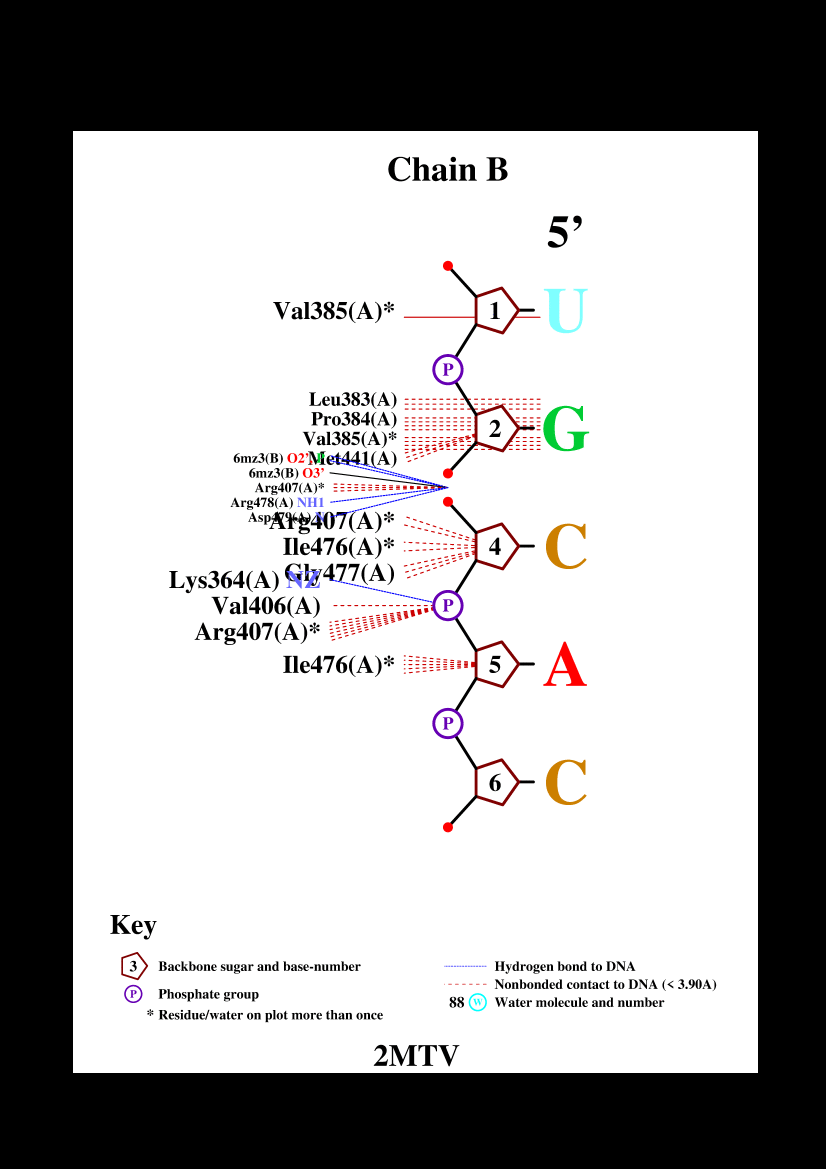 Chain B
5’
Val385(A)*
1
U
P
Leu383(A)
Pro384(A)
Val385(A)*
Met441(A)
2
G
6mz3(B) O2’
6mz3(B) O3’
Arg407(A)*
Arg478(A) NH1
Asp479(A) N
Arg407(A)*
Ile476(A)*
Gly477(A)
4
C
Lys364(A) NZ
Val406(A)
Arg407(A)*
P
Ile476(A)*
5
A
P
6
C
Key
3 Backbone sugar and base-number
P Phosphate group
* Residue/water on plot more than once
Hydrogen bond to DNA
Nonbonded contact to DNA (< 3.90A)
88 W Water molecule and number
2MTV